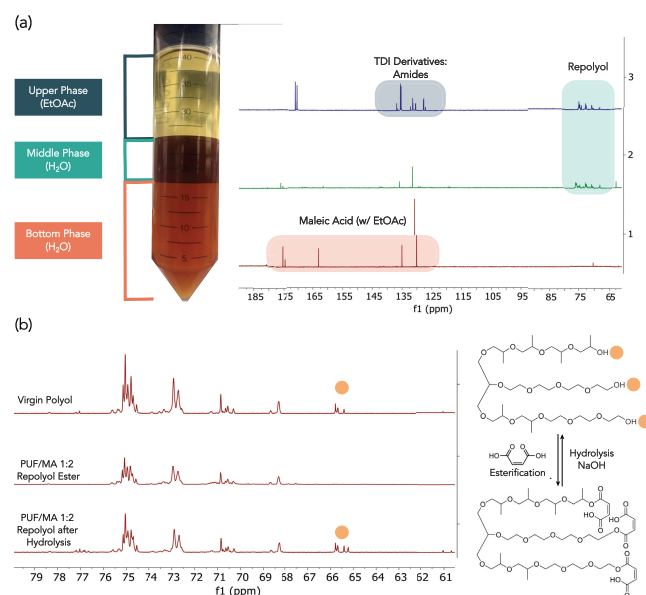 (a)
Upper Phase
(EtOAc)
Middle Phase
(H₂O)
Bottom Phase
(H₂O)
40
35
30
15
10
5
TDI Derivatives:
Amides
Repolyol
3
2
Maleic Acid (w/ EtOAc)
1
185 175 165 155 145 135 125 115 105 95 85 75 65
f1 (ppm)
(b)
Virgin Polyol
PUF/MA 1:2
Repolyol Ester
PUF/MA 1:2
Repolyol after
Hydrolysis
79 78 77 76 75 74 73 72 71 70 69 68 67 66 65 64 63 62 61
f1 (ppm)
O O O O OH
O O O O OH
O O O O OH
O O
HO OH
Esterification
Hydrolysis
NaOH
O O O O O O
HO O
O O O O O O
HO O
O O O O O O
HO O